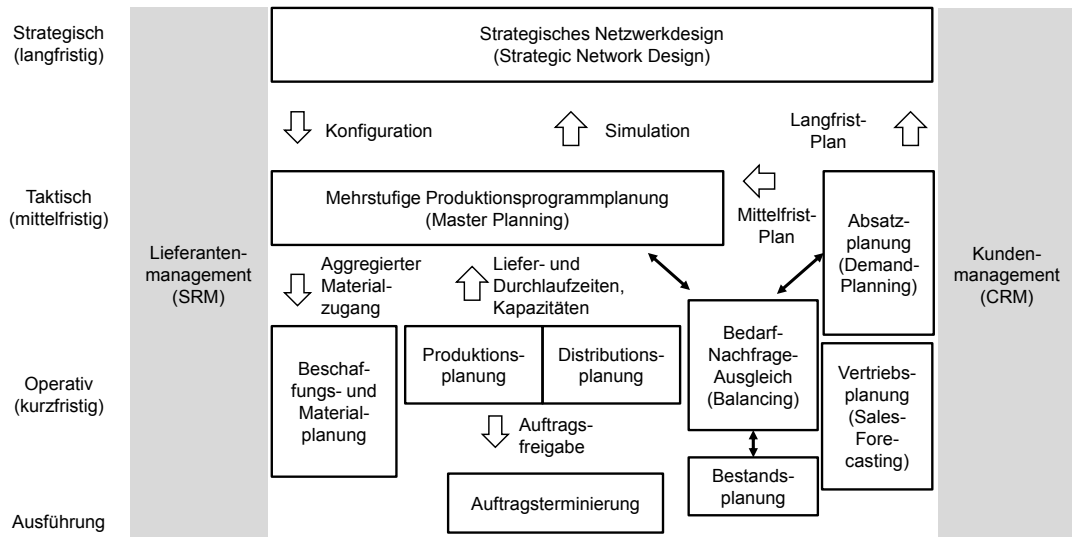 Strategisch
(langfristig)
Strategisches Netzwerkdesign
(Strategic Network Design)
Konfiguration
Simulation
Langfrist-
Plan
Taktisch
(mittelfristig)
Mehrstufige Produktionsprogrammplanung
(Master Planning)
Mittelfrist-
Plan
Absatz-
planung
(Demand-
Planning)
Lieferanten-
management
(SRM)
Kunden-
management
(CRM)
Aggregierter
Material-
zugang
Liefer- und
Durchlaufzeiten,
Kapazitäten
Operativ
(kurzfristig)
Beschaf-
fungs- und
Material-
planung
Produktions-
planung
Distributions-
planung
Bedarf-
Nachfrage-
Ausgleich
(Balancing)
Vertriebs-
planung
(Sales-
Fore-
casting)
Auftrags-
freigabe
Bestands-
planung
Auftragsterminierung
Ausführung